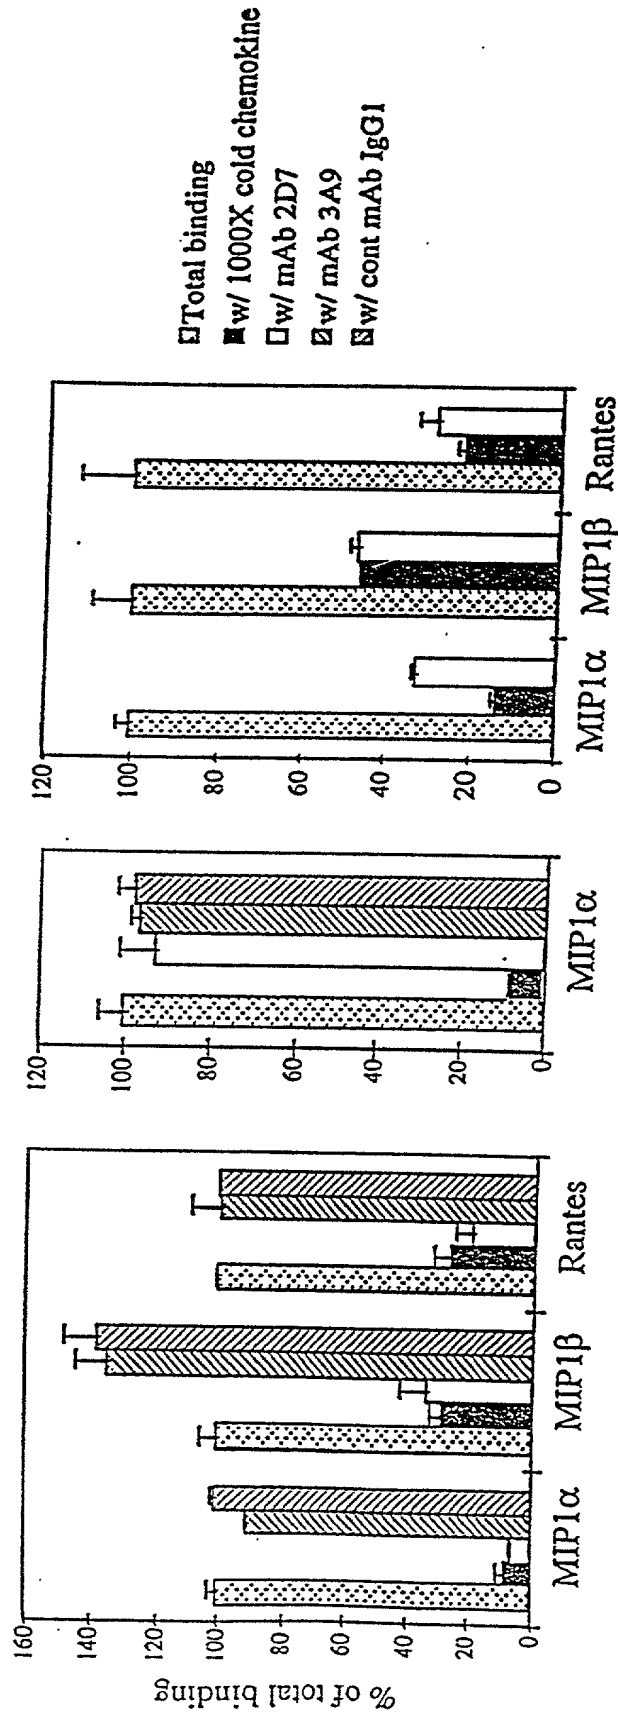 % of total binding
160
140
120
100
80
60
40
20
0
MIP1α
MIP1β
Rantes
120
100
80
60
40
20
0
MIP1α
120
100
80
60
40
20
0
MIP1α
MIP1β
Rantes
Total binding
w/ 1000X cold chemokine
w/ mAb 2D7
w/ mAb 3A9
w/ cont mAb IgG1